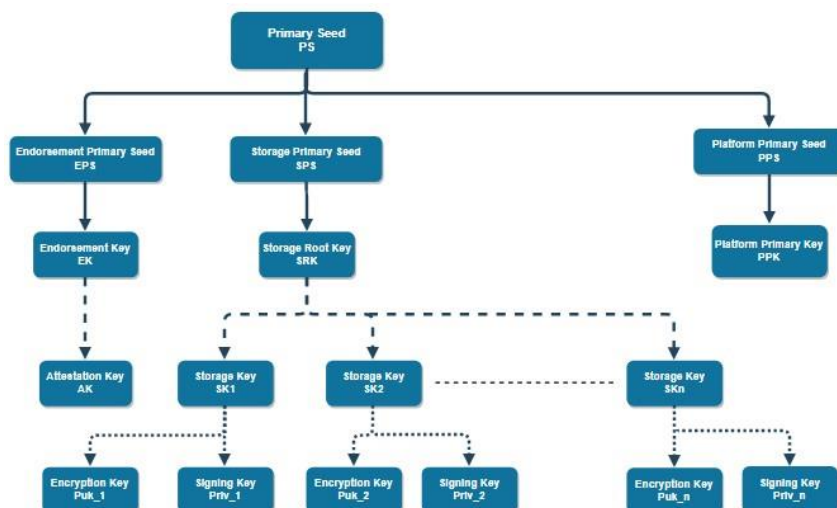 Primary Seed
PS
Endorsement Primary Seed
EPS
Storage Primary Seed
SPS
Platform Primary Seed
PPS
Endorsement Key
EK
Storage Root Key
SRK
Platform Primary Key
PPK
Attestation Key
AK
Storage Key
SK1
Storage Key
SK2
Storage Key
SKn
Encryption Key
Puk_1
Signing Key
Priv_1
Encryption Key
Puk_2
Signing Key
Priv_2
Encryption Key
Puk_n
Signing Key
Priv_n